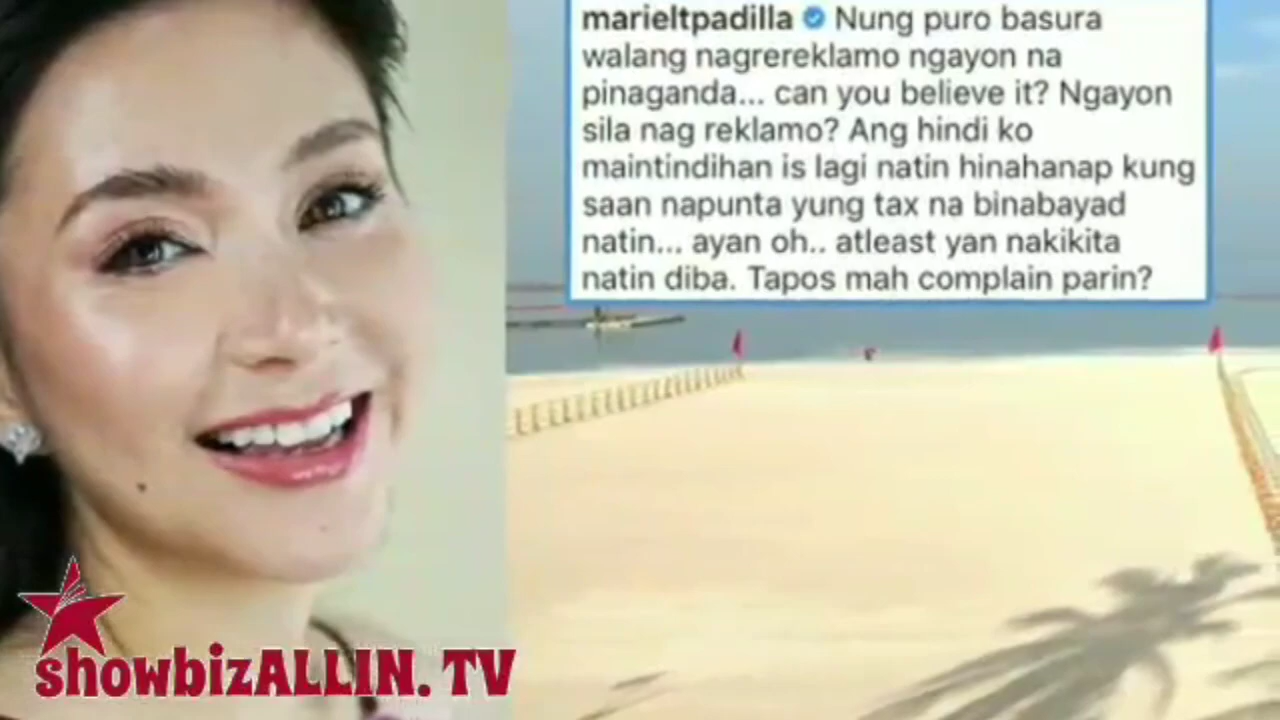 marieltpadilla Nung puro basura
walang nagrereklamo ngayon na
pinaganda... can you believe it? Ngayon
sila nag reklamo? Ang hindi ko
maintindihan is lagi natin hinahanap kung
saan napunta yung tax na binabayad
natin... ayan oh.. atleast yan nakikita
natin diba. Tapos mah complain parin?
showbizALLIN. TV